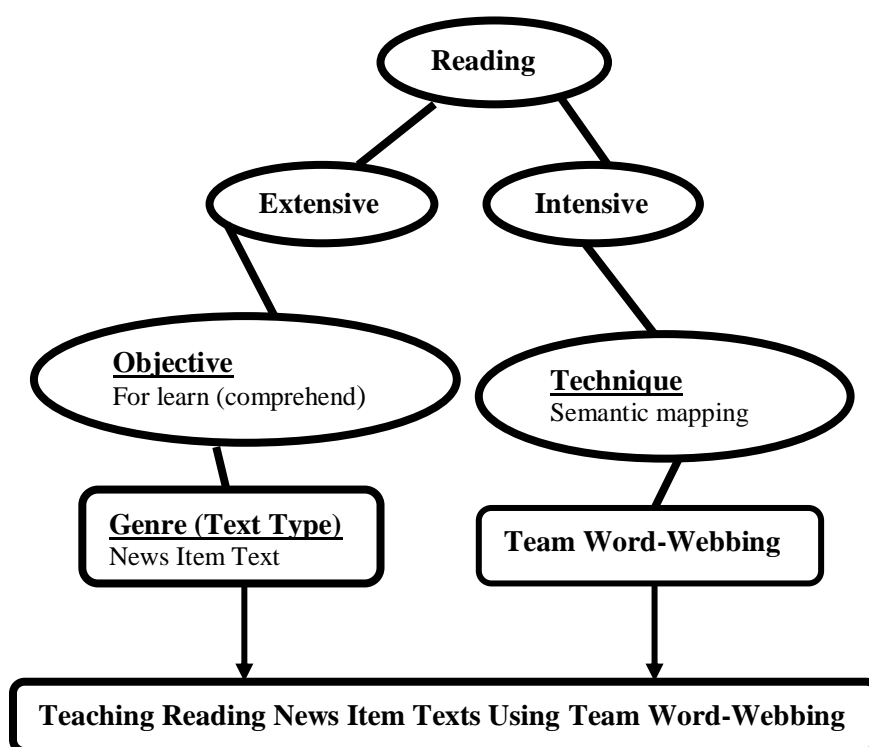 Reading
Extensive
Intensive
Objective
For learn (comprehend)
Technique
Semantic mapping
Genre (Text Type)
News Item Text
Team Word-Webbing
Teaching Reading News Item Texts Using Team Word-Webbing